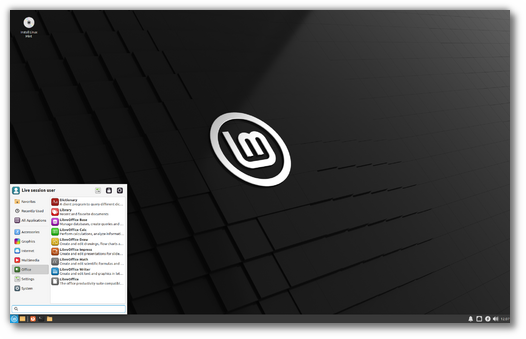 Install Linux
Mint
Live session user
Favorites
Recently Used
All Applications
Accessories
Graphics
Internet
Multimedia
Office
Settings
System
Dictionary
A client program to query different dic...
Library
Recent and favorite documents
LibreOffice Base
Manage databases, create queries and ...
LibreOffice Calc
Perform calculations, analyze informat...
LibreOffice Draw
Create and edit drawings, flow charts a...
LibreOffice Impress
Create and edit presentations for slide...
LibreOffice Math
Create and edit scientific formulas and ...
LibreOffice Writer
Create and edit text and graphics in let...
LibreOffice
The office productivity suite compatibl...